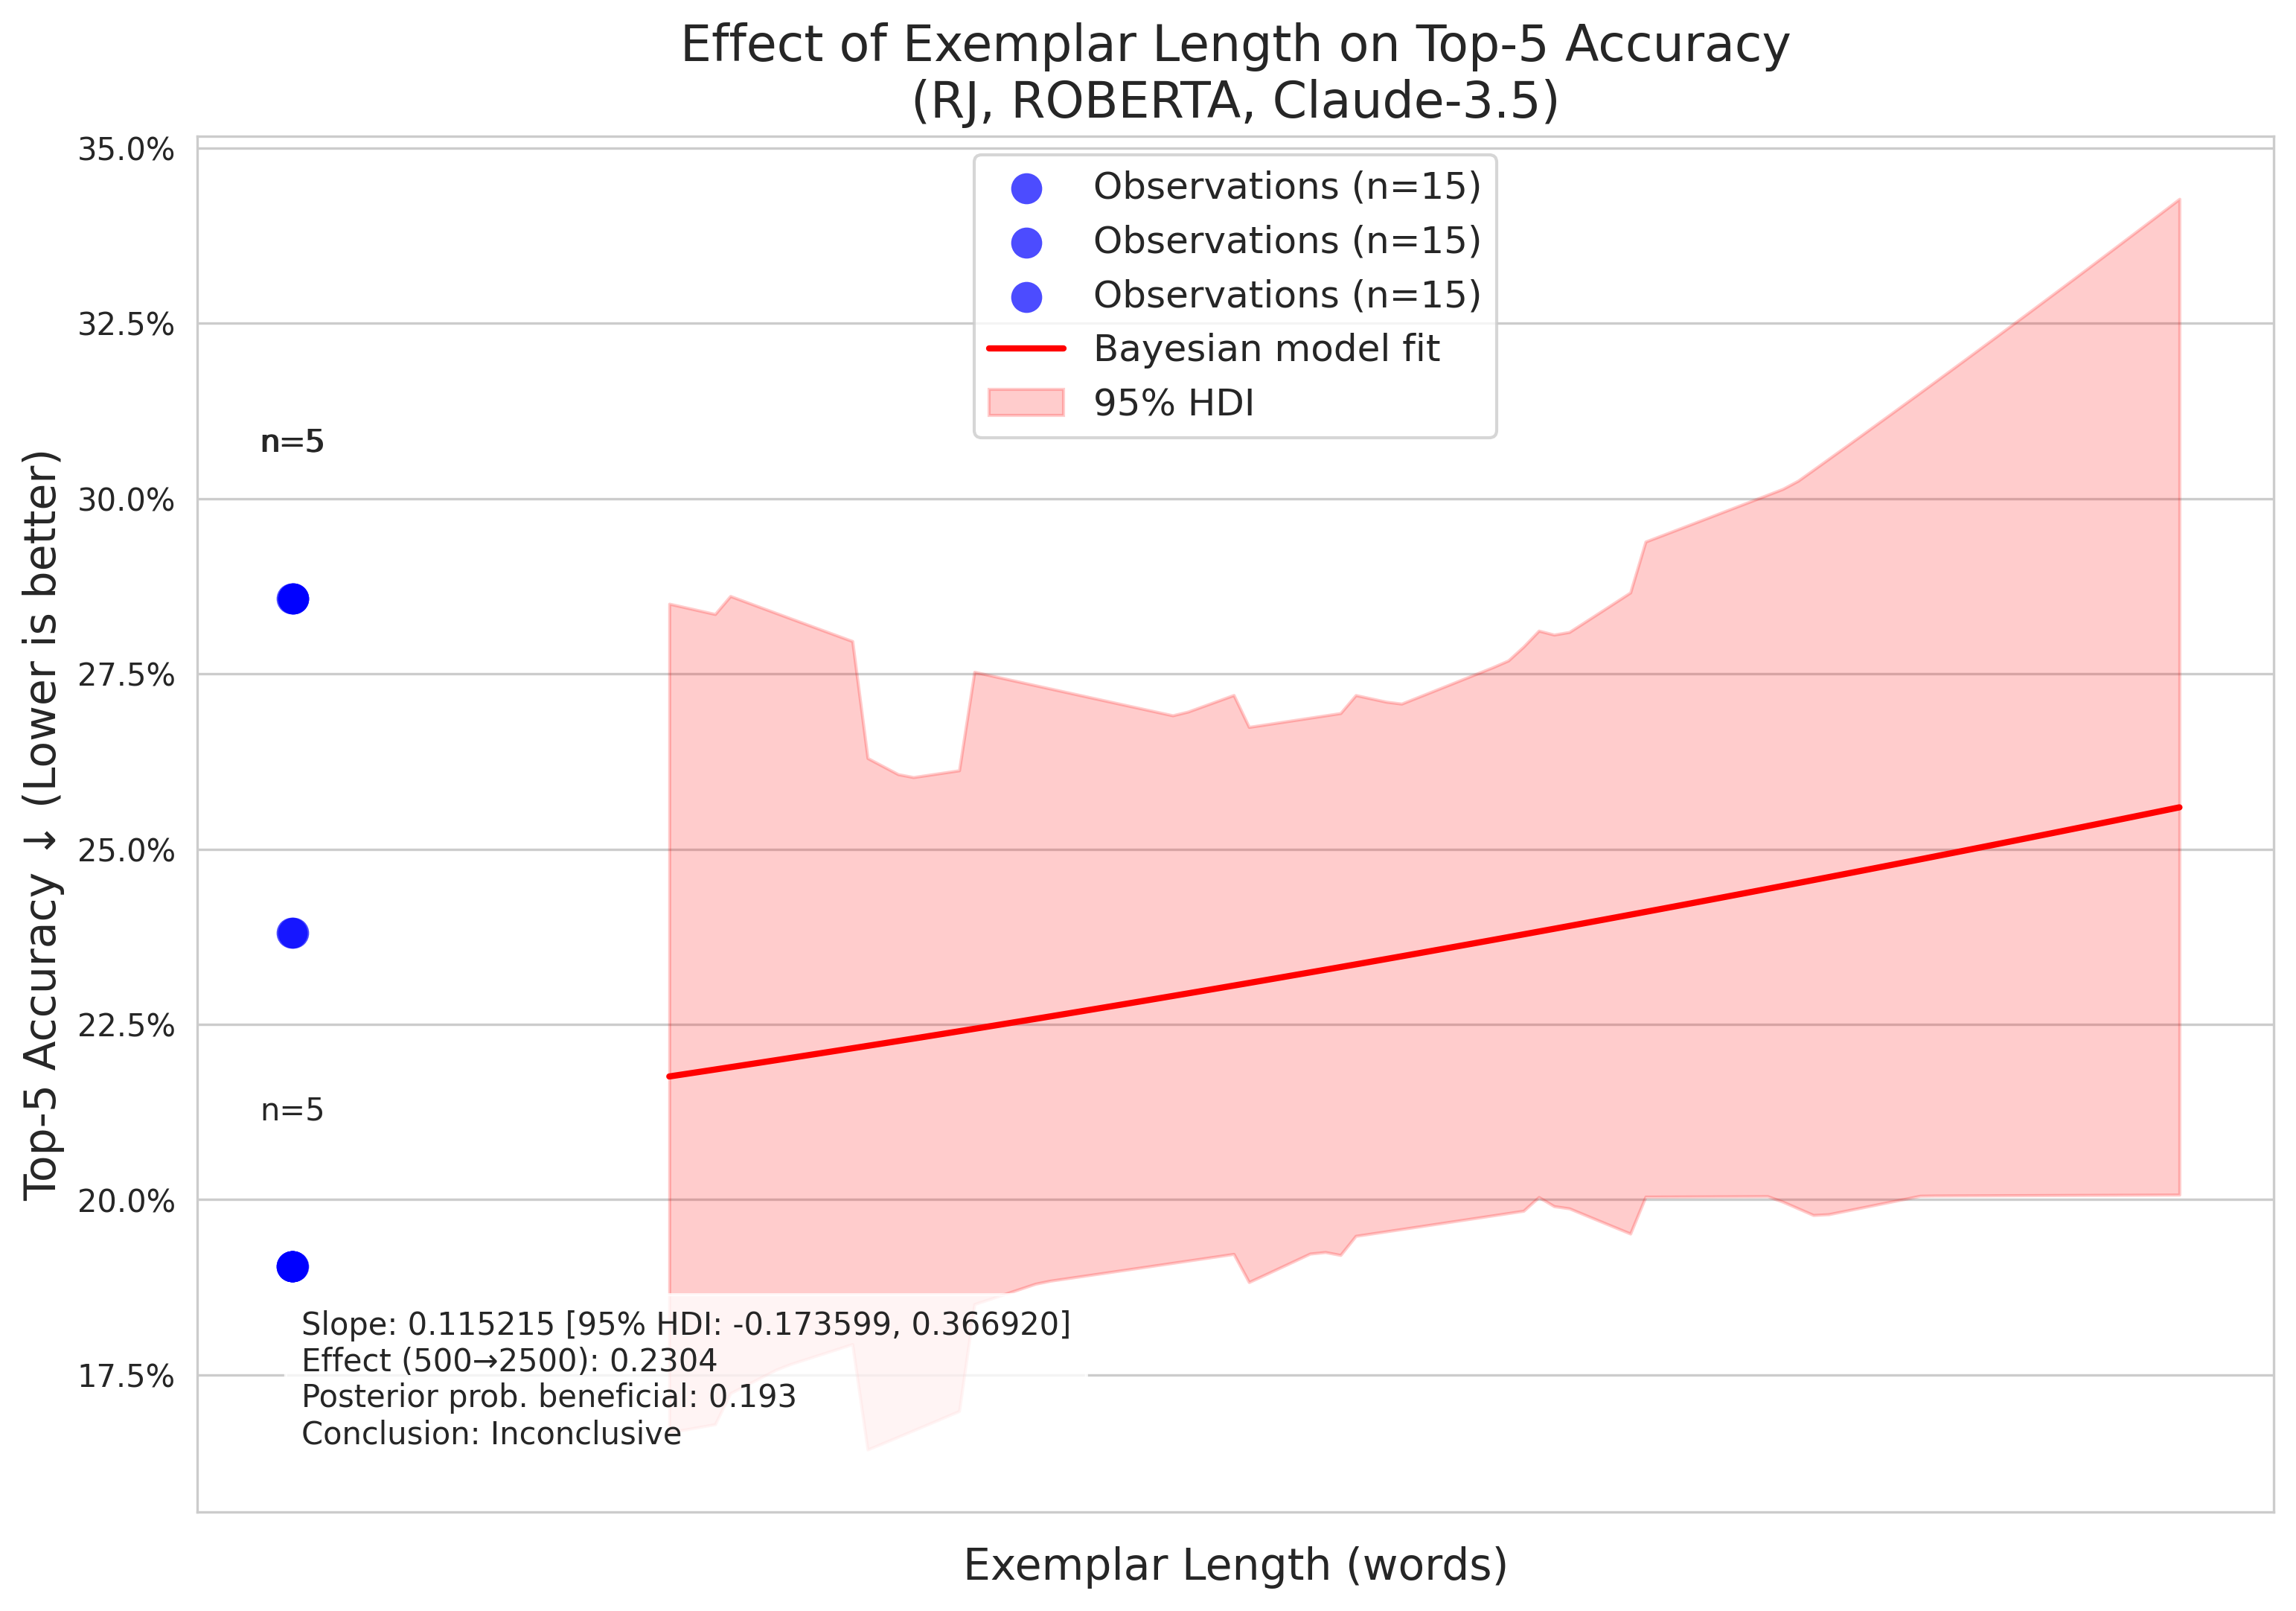 Effect of Exemplar Length on Top-5 Accuracy
(RJ, ROBERTA, Claude-3.5)
Top-5 Accuracy ↓ (Lower is better)
35.0%
32.5%
30.0%
27.5%
25.0%
22.5%
20.0%
17.5%
Observations (n=15)
Observations (n=15)
Observations (n=15)
Bayesian model fit
95% HDI
n=5
n=5
Slope: 0.115215 [95% HDI: -0.173599, 0.366920]
Effect (500→2500): 0.2304
Posterior prob. beneficial: 0.193
Conclusion: Inconclusive
Exemplar Length (words)